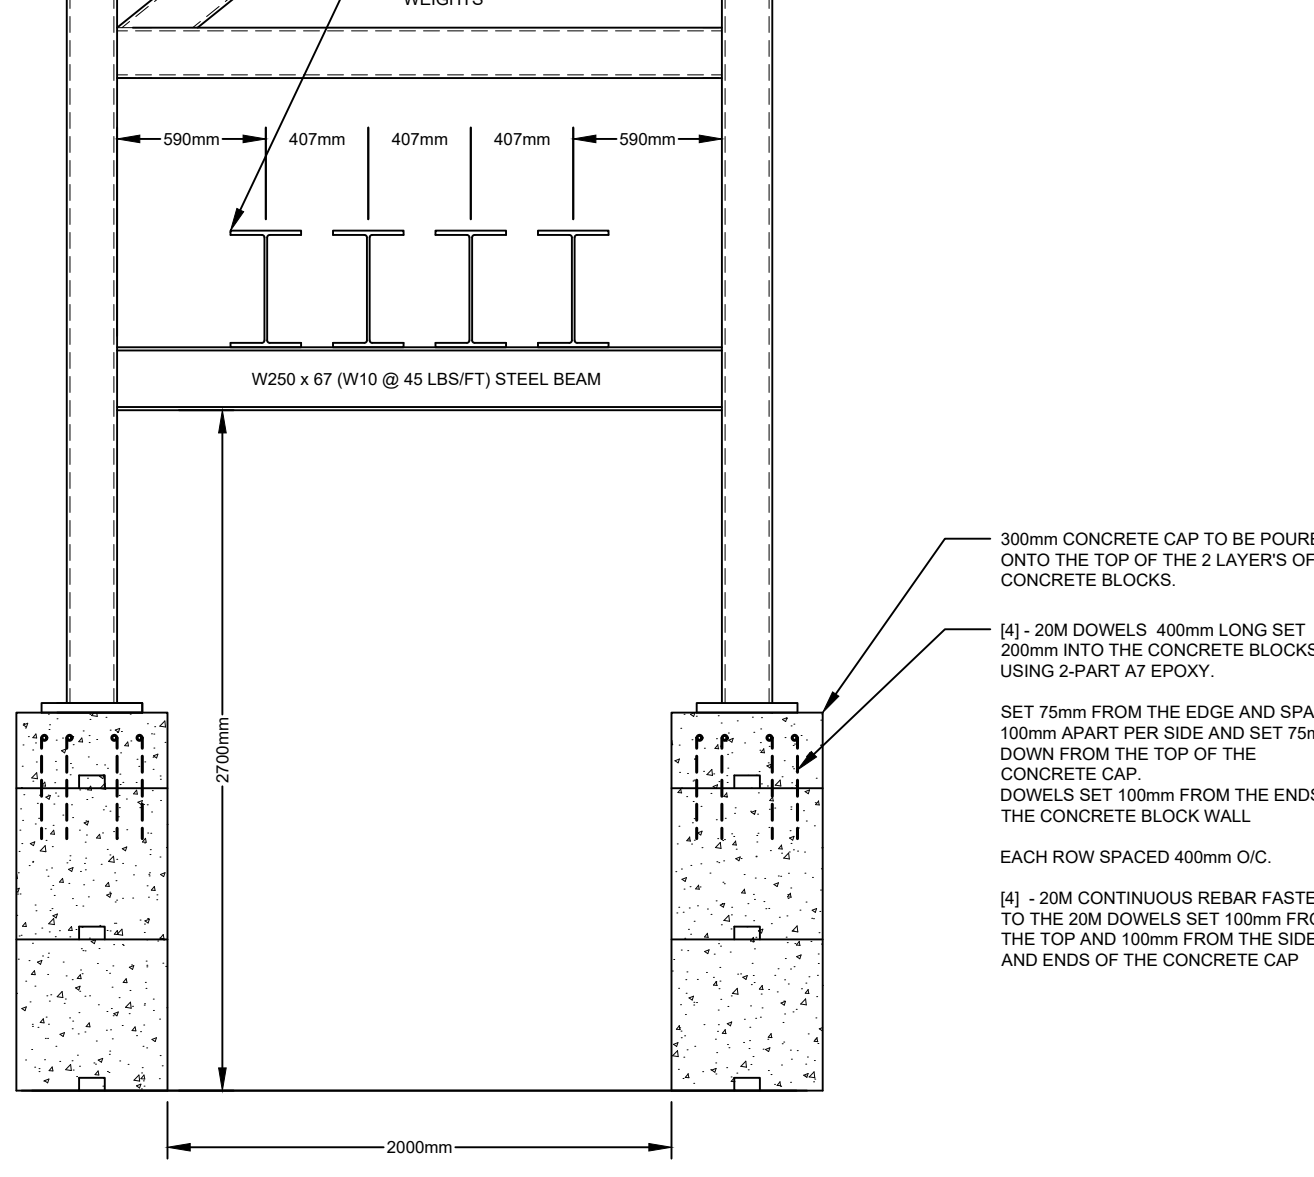 WEIGHTS
590mm 407mm 407mm 407mm 590mm
W250 x 67 (W10 @ 45 LBS/FT) STEEL BEAM
300mm CONCRETE CAP TO BE POURE
ONTO THE TOP OF THE 2 LAYER'S OF
CONCRETE BLOCKS.
[4] - 20M DOWELS 400mm LONG SET
200mm INTO THE CONCRETE BLOCKS
USING 2-PART A7 EPOXY.
SET 75mm FROM THE EDGE AND SPA
100mm APART PER SIDE AND SET 75m
DOWN FROM THE TOP OF THE
CONCRETE CAP.
DOWELS SET 100mm FROM THE ENDS
THE CONCRETE BLOCK WALL
EACH ROW SPACED 400mm O/C.
[4] - 20M CONTINUOUS REBAR FASTE
TO THE 20M DOWELS SET 100mm FRO
THE TOP AND 100mm FROM THE SIDE
AND ENDS OF THE CONCRETE CAP
2700mm
2000mm